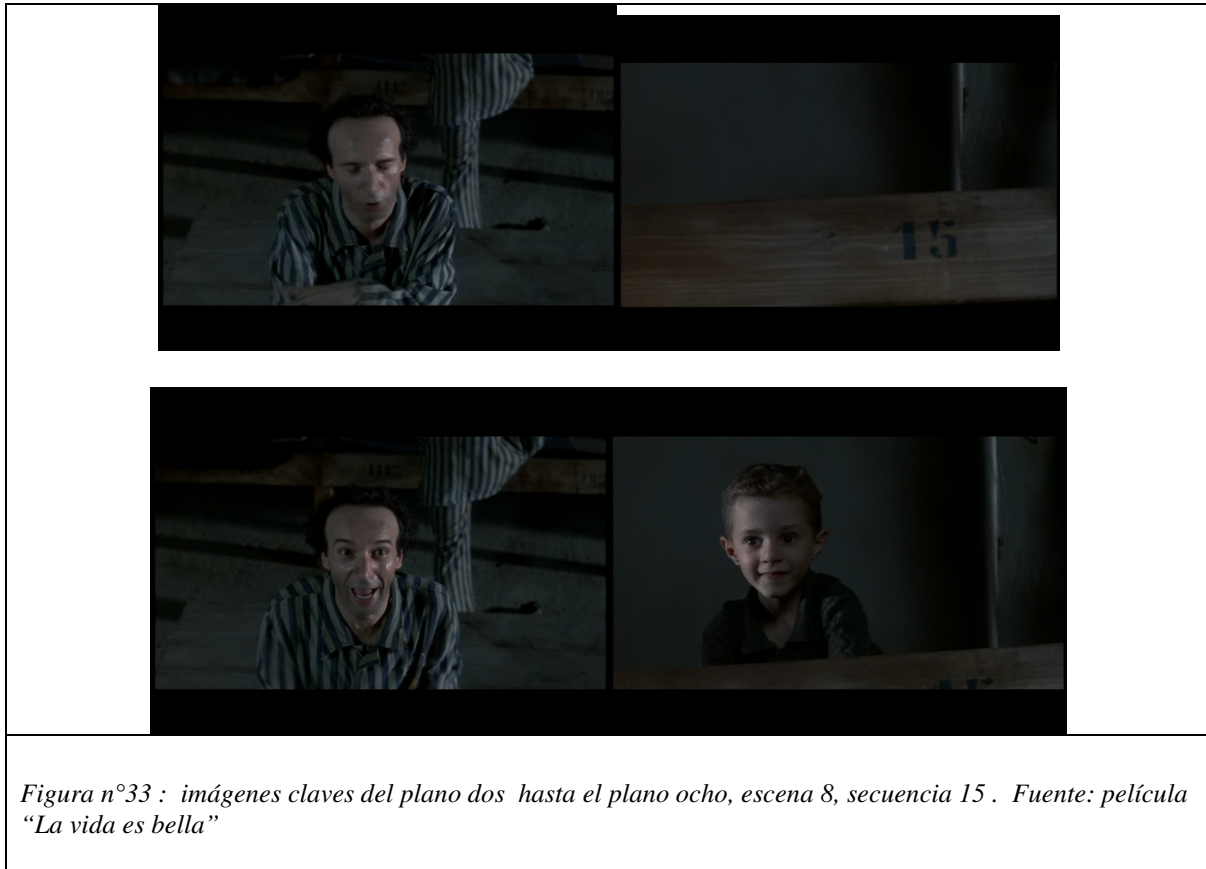 15
Figura n°33 : imágenes claves del plano dos hasta el plano ocho, escena 8, secuencia 15 . Fuente: película
“La vida es bella”